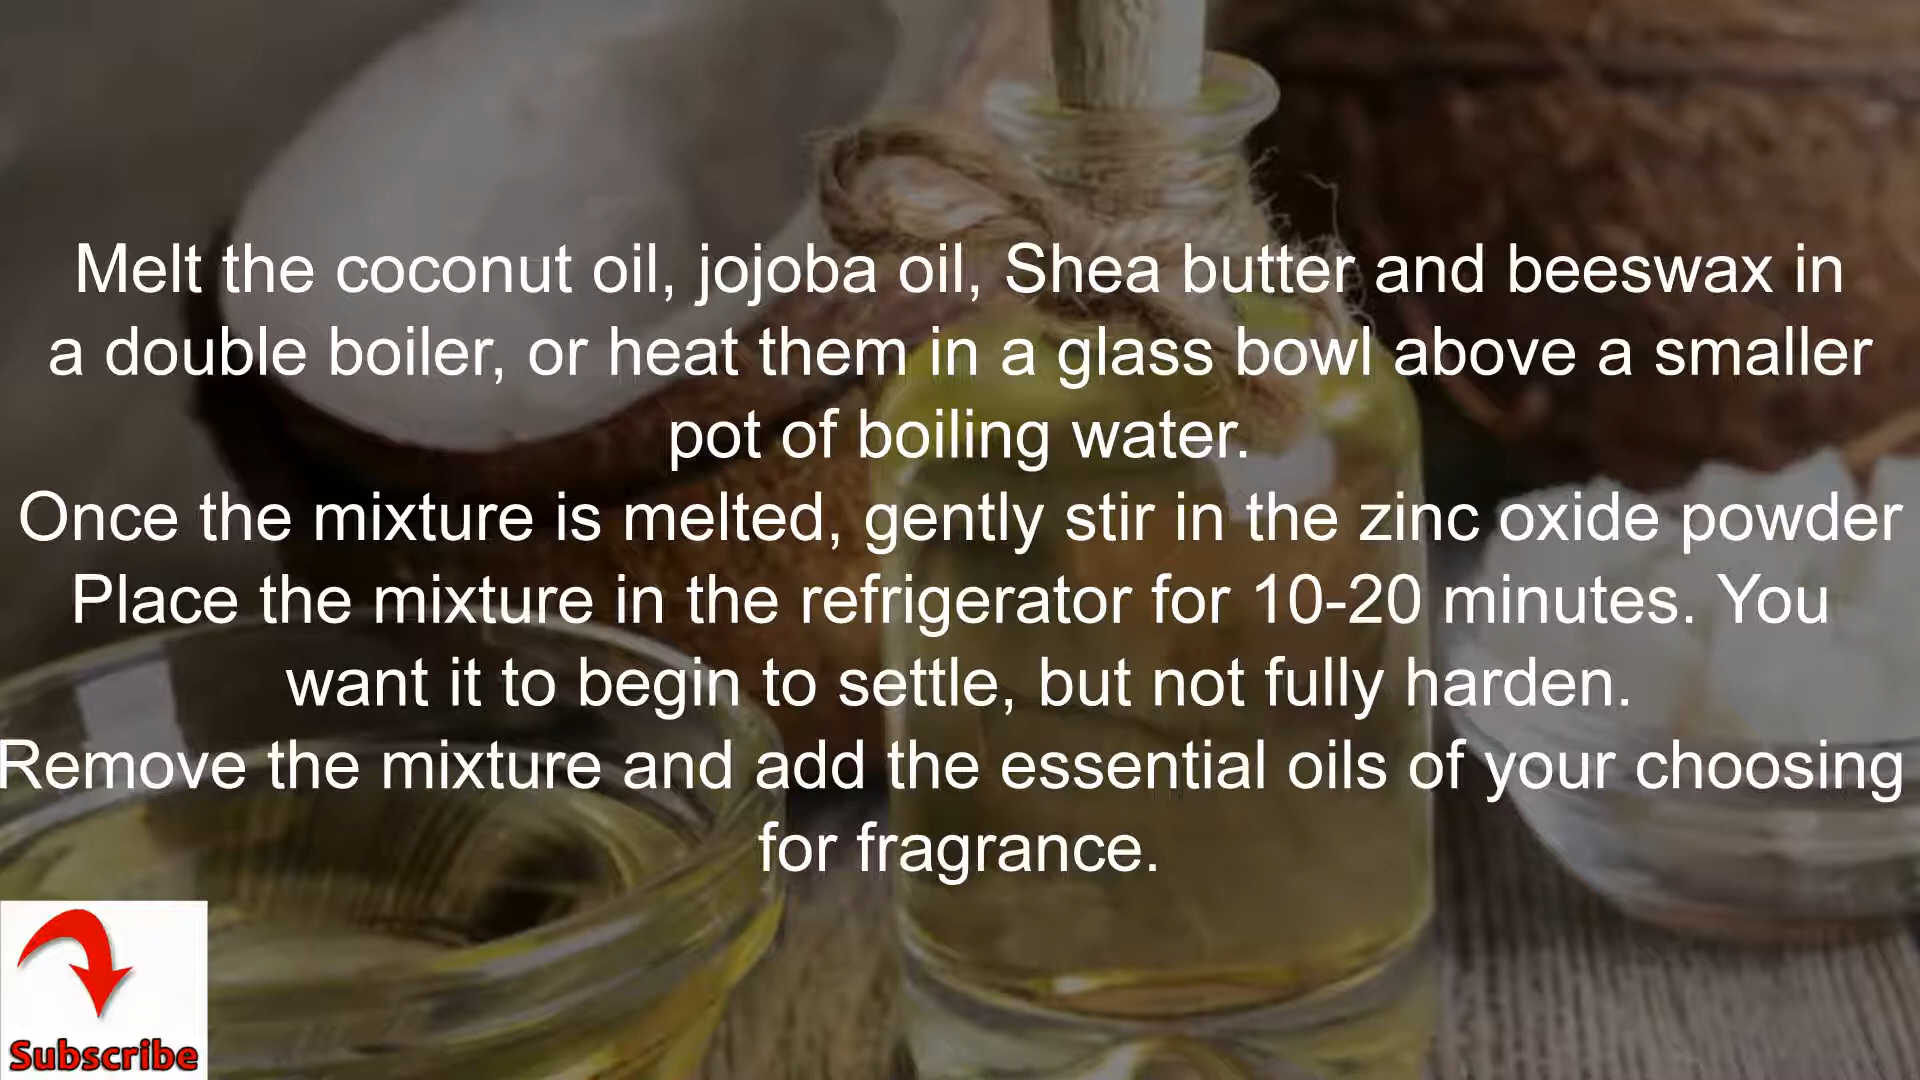 Melt the coconut oil, jojoba oil, Shea butter and beeswax in
a double boiler, or heat them in a glass bowl above a smaller
pot of boiling water.
Once the mixture is melted, gently stir in the zinc oxide powder
Place the mixture in the refrigerator for 10-20 minutes. You
want it to begin to settle, but not fully harden.
Remove the mixture and add the essential oils of your choosing
for fragrance.
Subscribe